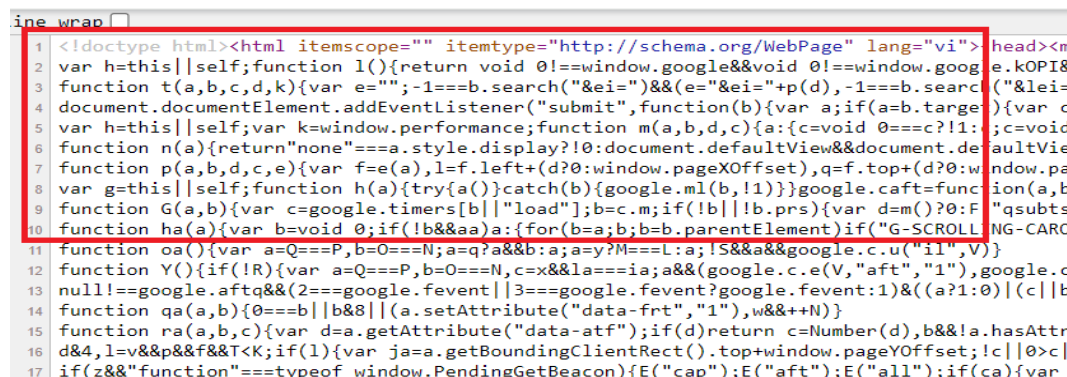 ine wrap
1 <!doctype html><html itemscope="" itemtype="http://schema.org/WebPage" lang="vi"><head><m
2 var h=this||self;function l(){return void 0!==window.google&&void 0!==window.google.kOPI&
3 function t(a,b,c,d,k){var e="";-1===b.search("&ei=")&&(e="&ei="+p(d),-1===b.search("&lei=
4 document.documentElement.addEventListener("submit",function(b){var a;if(a=b.target){var c
5 var h=this||self;var k=window.performance;function m(a,b,d,c){a:{c=void 0===c?!1:c;c=void
6 function n(a){return"none"===a.style.display?!0:document.defaultView&&document.defaultVie
7 function p(a,b,d,c,e){var f=e(a),l=f.left+(d?0:window.pageXOffset),q=f.top+(d?0:window.pa
8 var g=this||self;function h(a){try{a()}catch(b){google.ml(b,!1)}}google.caft=function(a,b
9 function G(a,b){var c=google.timers[b||"load"];b=c.m;if(!b||!b.prs){var d=m()?0:F("qsubts
10 function ha(a){var b=void 0;if(!b&&aa)a:{for(b=a;b;b=b.parentElement)if("G-SCROLLING-CARO
11 function oa(){var a=Q===P,b=O===N;a=q?a&&b:a;a=y?M===L:a;!S&&a&&google.c.u("il",V)}
12 function Y(){if(!R){var a=Q===P,b=O===N,c=x&&la===ia;a&&(google.c.e(V,"aft","1"),google.c
13 null!==google.aftq&&(2===google.fevent||3===google.fevent?google.fevent:1)&((a?1:0)|(c||b
14 function qa(a,b){0===b||b&8||(a.setAttribute("data-frt","1"),w&&++N)}
15 function ra(a,b,c){var d=a.getAttribute("data-atf");if(d)return c=Number(d),b&&!a.hasAttr
16 d&4,l=v&&p&&f&&T<K;if(l){var ja=a.getBoundingClientRect().top+window.pageYOffset;!c||0>c|
17 if(z&&"function"===typeof window.PendingGetBeacon){E("cap");E("aft");E("all");if(ca){var